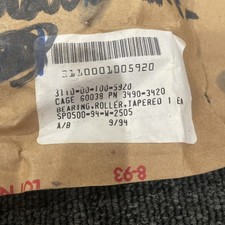 3110001005920
3110-00-100-5920
CAGE 60038 PN 3490-3420
BEARING,ROLLER,TAPERED 1 EA
SP0500-94-W-2505
A/B 9/94
8-93